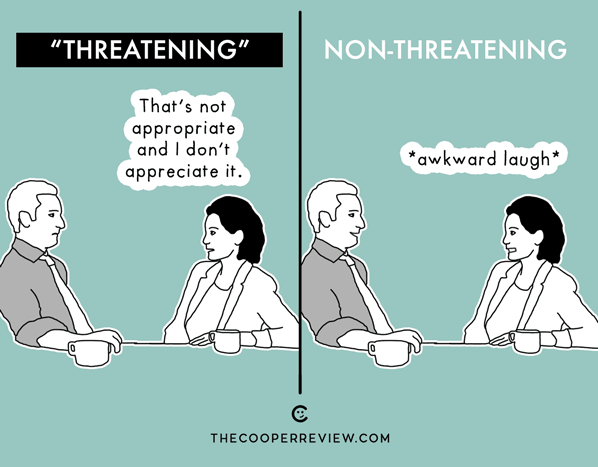 "THREATENING"
That's not
appropriate
and I don't
appreciate it.
NON-THREATENING
*awkward laugh*
THECOOPERREVIEW.COM